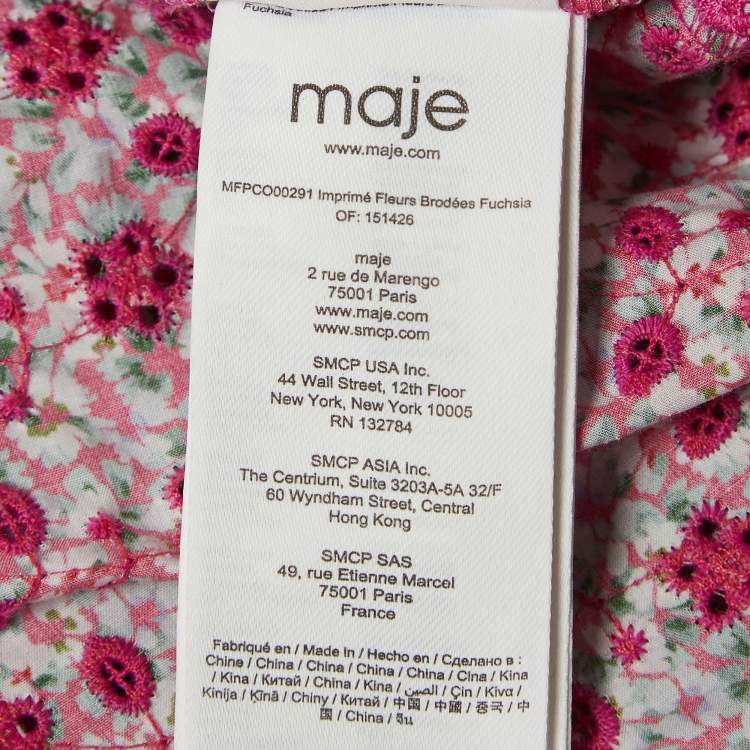 Fuchsia
maje
www.maje.com
MFPCO00291 Imprimé Fleurs Brodées Fuchsia
OF: 151426
maje
2 rue de Marengo
75001 Paris
www.maje.com
www.smcp.com
SMCP USA Inc.
44 Wall Street, 12th Floor
New York, New York 10005
RN 132784
SMCP ASIA Inc.
The Centrium, Suite 3203A-5A 32/F
60 Wyndham Street, Central
Hong Kong
SMCP SAS
49, rue Etienne Marcel
75001 Paris
France
Fabriqué en / Made in / Hecho en / Сделано в :
Chine / China / China / China / China / Cina / Kina
/ Kina / Китай / China / Kina / الصين / Çin / Κίνα /
Kinija / Ķīnā / Chiny / Китай / 中国 / 中國 / 중국 / 中
国 / China / จีน